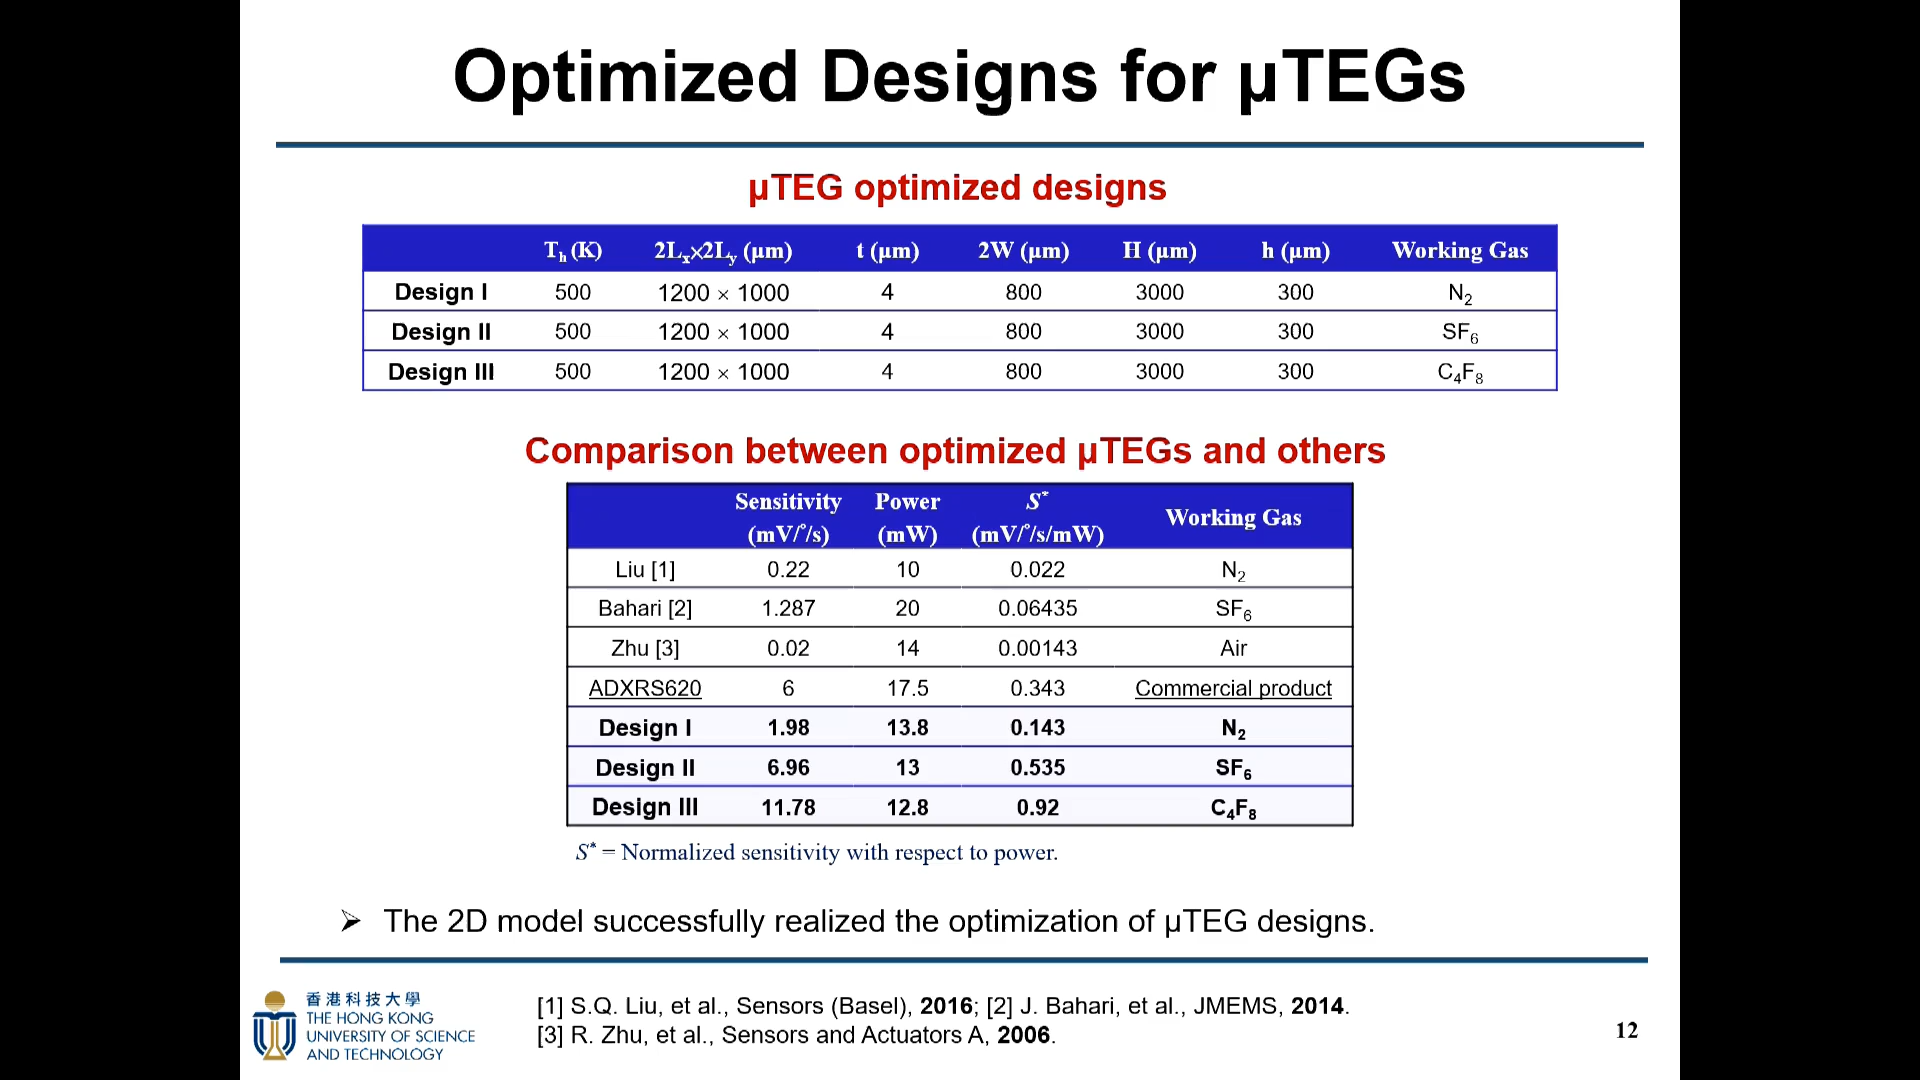 Optimized Designs for µTEGs
µTEG optimized designs
Th (K) 2Lx×2Ly (µm) t (µm) 2W (µm) H (µm) h (µm) Working Gas
Design I 500 1200 × 1000 4 800 3000 300 N2
Design II 500 1200 × 1000 4 800 3000 300 SF6
Design III 500 1200 × 1000 4 800 3000 300 C4F8
Comparison between optimized µTEGs and others
Sensitivity (mV/°/s) Power (mW) S* (mV/°/s/mW) Working Gas
Liu [1] 0.22 10 0.022 N2
Bahari [2] 1.287 20 0.06435 SF6
Zhu [3] 0.02 14 0.00143 Air
ADXRS620 6 17.5 0.343 Commercial product
Design I 1.98 13.8 0.143 N2
Design II 6.96 13 0.535 SF6
Design III 11.78 12.8 0.92 C4F8
S* = Normalized sensitivity with respect to power.
➢ The 2D model successfully realized the optimization of µTEG designs.
香港科技大學
THE HONG KONG
UNIVERSITY OF SCIENCE
AND TECHNOLOGY
[1] S.Q. Liu, et al., Sensors (Basel), 2016; [2] J. Bahari, et al., JMEMS, 2014.
[3] R. Zhu, et al., Sensors and Actuators A, 2006.
12